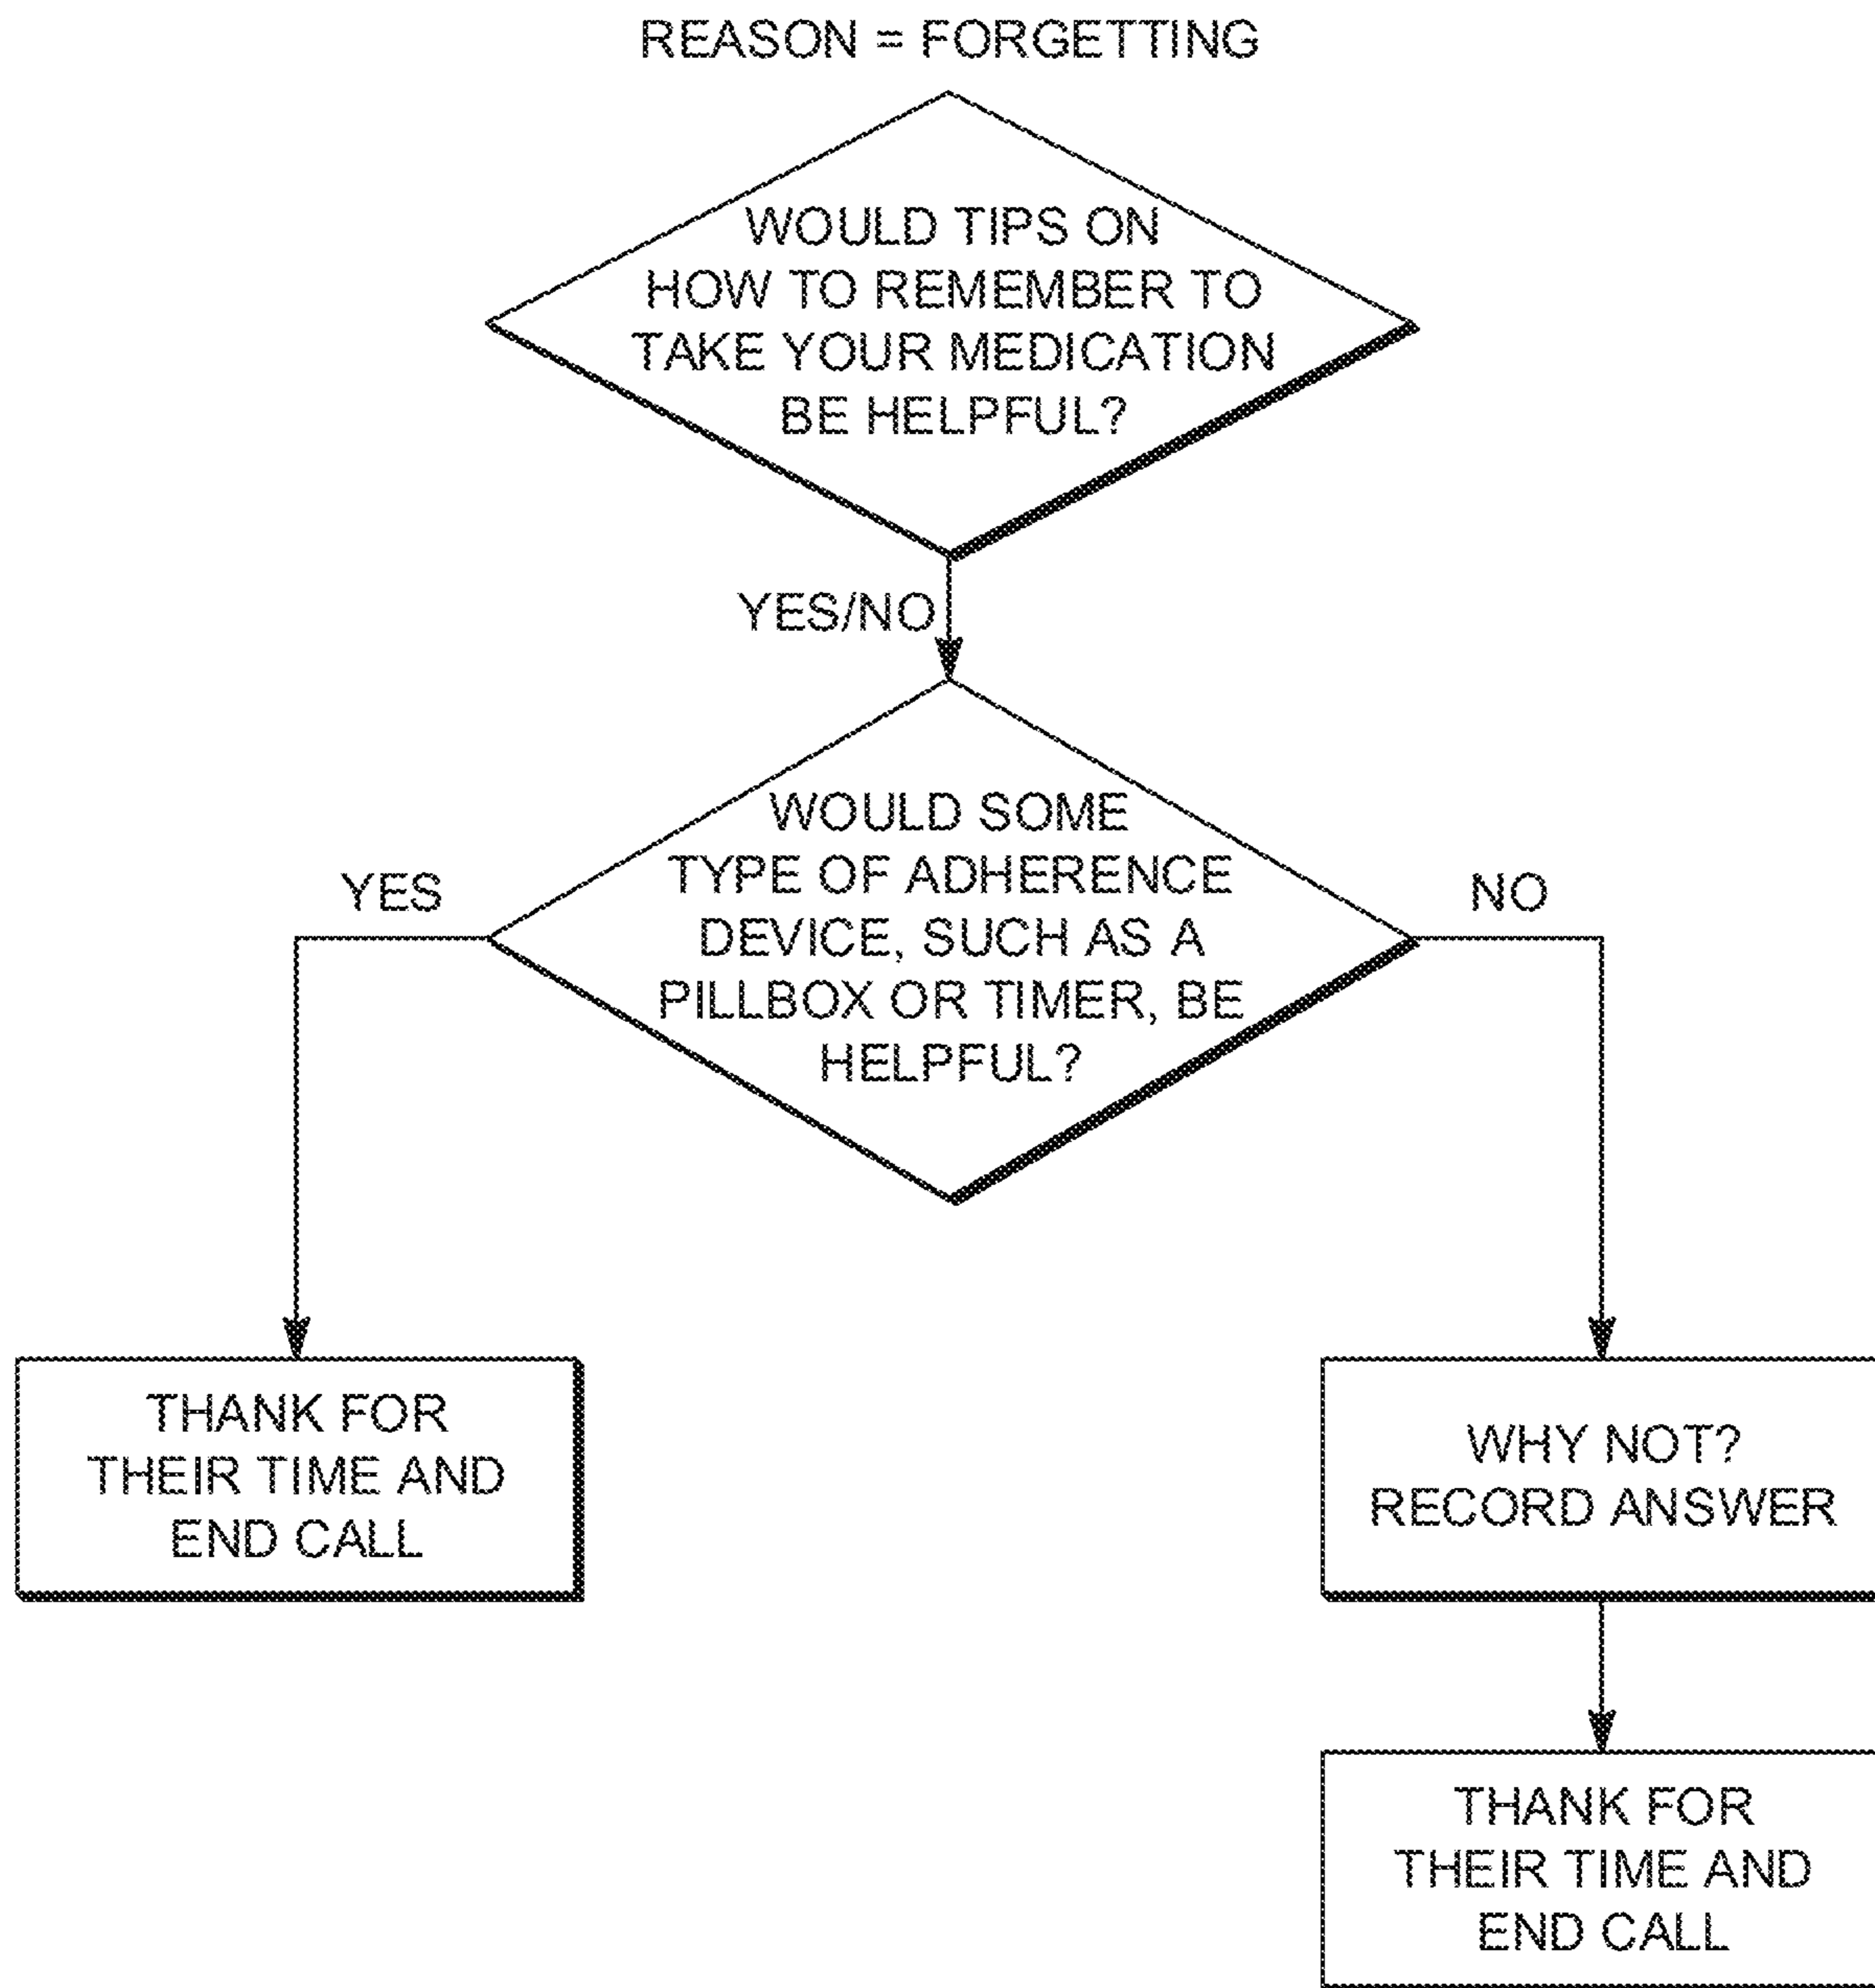 REASON = FORGETTING
WOULD TIPS ON
HOW TO REMEMBER TO
TAKE YOUR MEDICATION
BE HELPFUL?
YES/NO
WOULD SOME
TYPE OF ADHERENCE
DEVICE, SUCH AS A
PILLBOX OR TIMER, BE
HELPFUL?
YES
NO
THANK FOR
THEIR TIME AND
END CALL
WHY NOT?
RECORD ANSWER
THANK FOR
THEIR TIME AND
END CALL